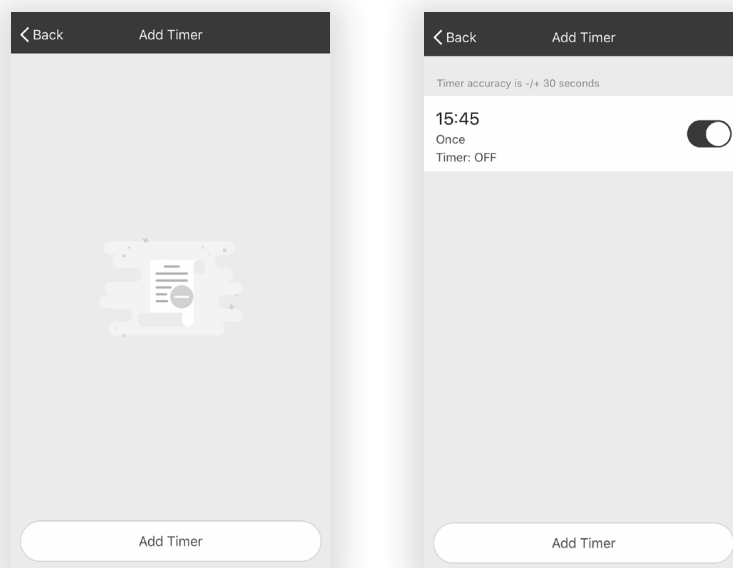 Back
Add Timer
Add Timer
Back
Add Timer
Timer accuracy is -/+ 30 seconds
15:45
Once
Timer: OFF
Add Timer